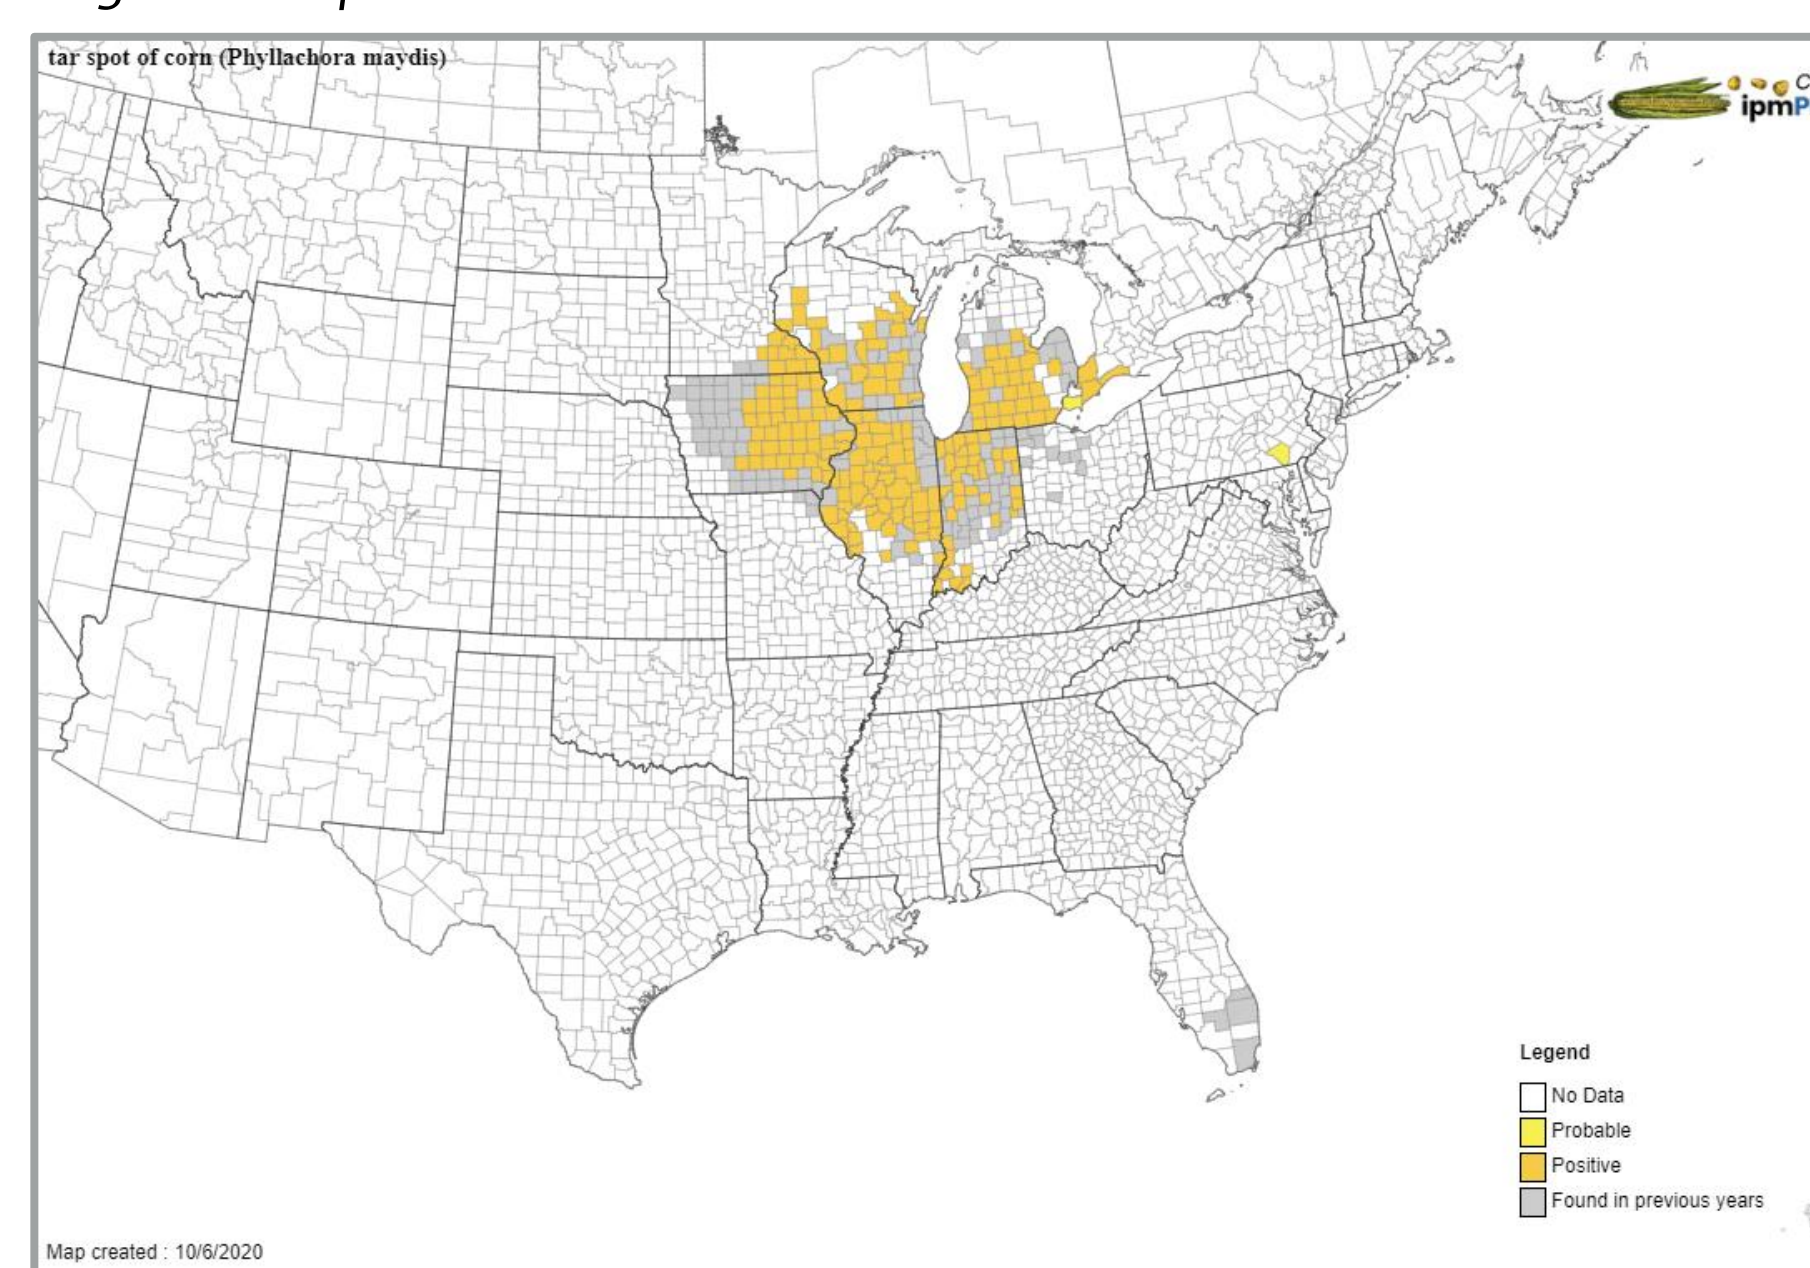 tar spot of corn (Phyllachora maydis)
C
ipmP
Legend
No Data
Probable
Positive
Found in previous years
Map created : 10/6/2020